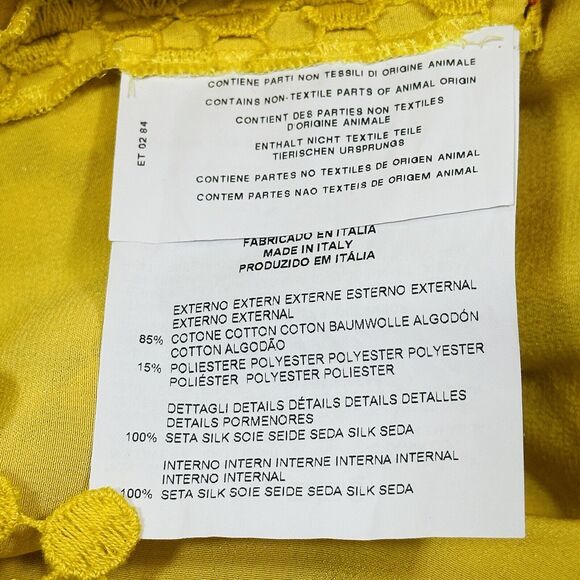 CONTIENE PARTI NON TESSILI DI ORIGINE ANIMALE
CONTAINS NON-TEXTILE PARTS OF ANIMAL ORIGIN
CONTIENT DES PARTIES NON TEXTILES
D'ORIGINE ANIMALE
ENTHALT NICHT TEXTILE TEILE
TIERISCHEN URSPRUNGS
CONTIENE PARTES NO TEXTILES DE ORIGEN ANIMAL
CONTEM PARTES NAO TEXTEIS DE ORIGEM ANIMAL
ET 02 84
FABRICADO EN ITALIA
MADE IN ITALY
PRODUZIDO EM ITÁLIA
EXTERNO EXTERN EXTERNE ESTERNO EXTERNAL
EXTERNO EXTERNAL
85% COTONE COTTON COTON BAUMWOLLE ALGODÓN
COTTON ALGODÃO
15% POLIESTERE POLYESTER POLYESTER POLYESTER
POLIÉSTER POLYESTER POLIESTER
DETTAGLI DETAILS DÉTAILS DETAILS DETALLES
DETAILS PORMENORES
100% SETA SILK SOIE SEIDE SEDA SILK SEDA
INTERNO INTERN INTERNE INTERNA INTERNAL
INTERNO INTERNAL
100% SETA SILK SOIE SEIDE SEDA SILK SEDA